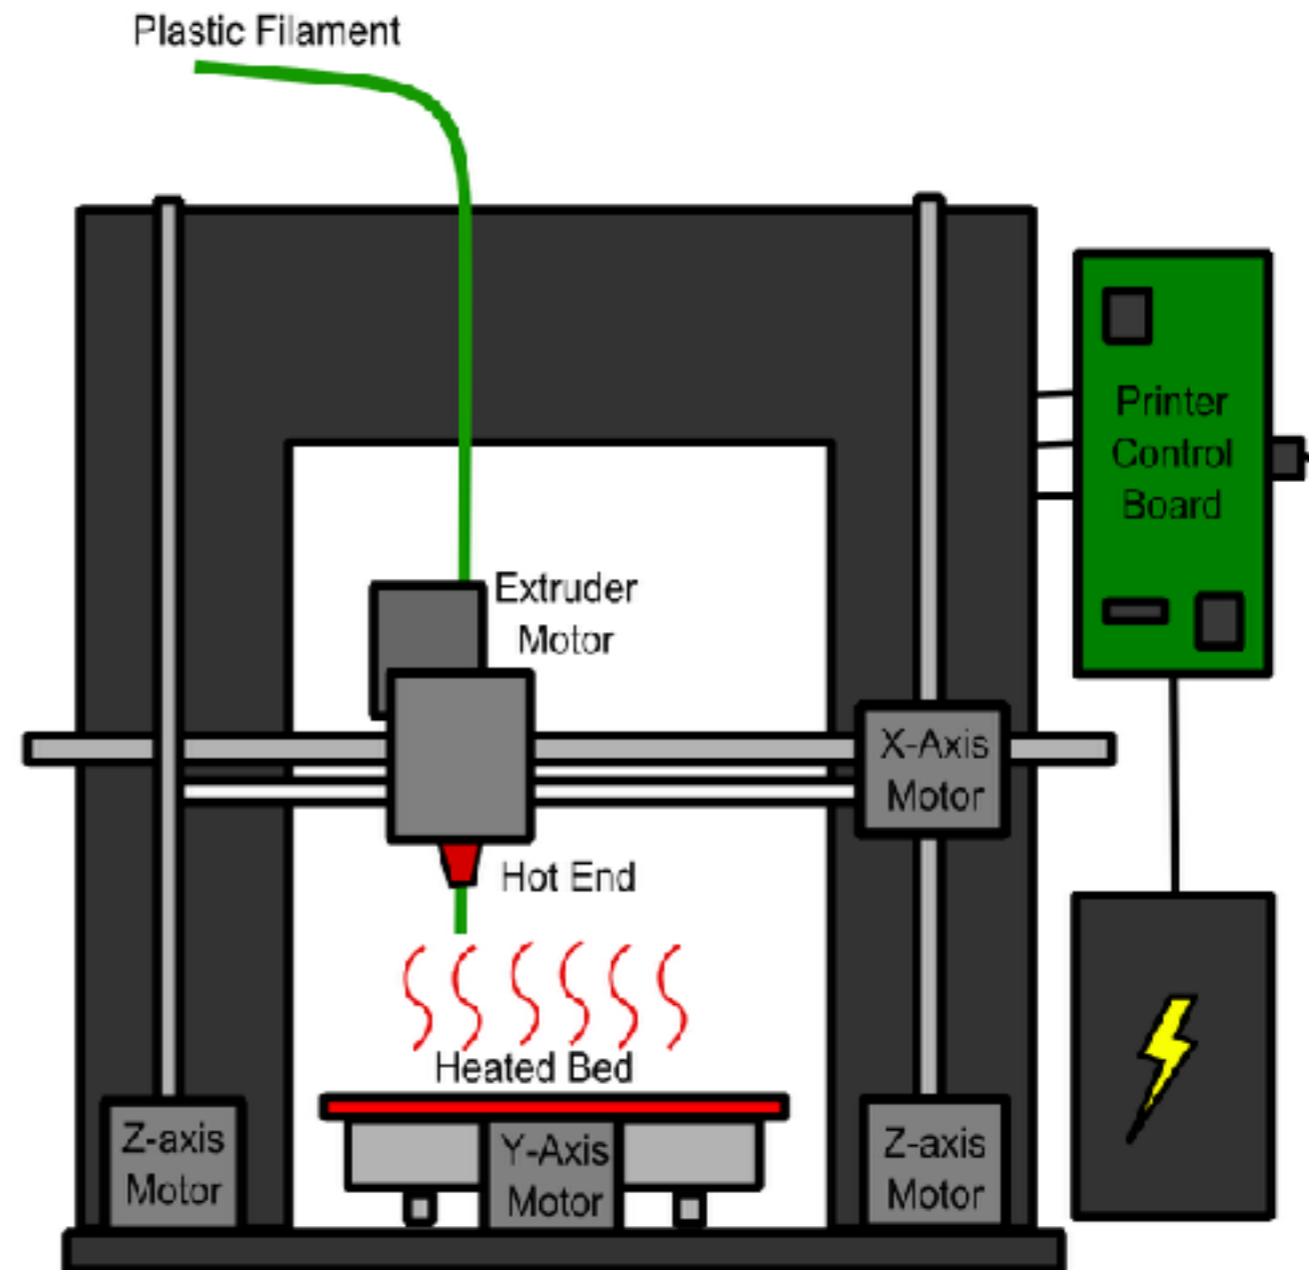 Plastic Filament
Printer
Control
Board
Extruder
Motor
X-Axis
Motor
Hot End
Heated Bed
Z-axis
Motor
Y-Axis
Motor
Z-axis
Motor